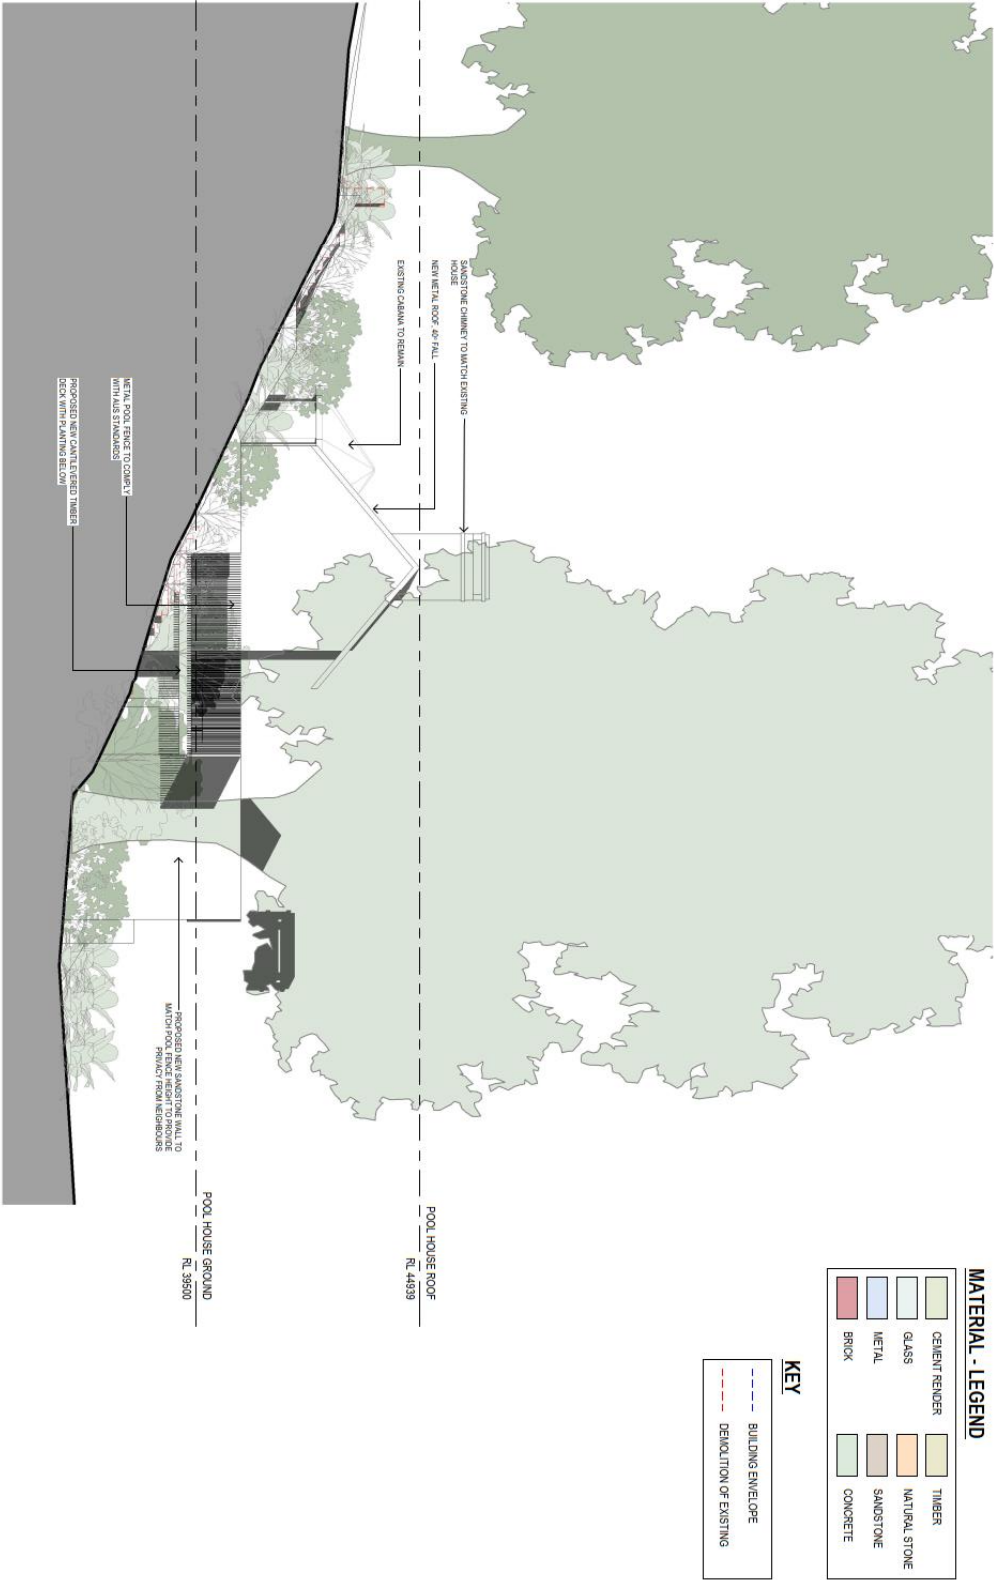 MATERIAL - LEGEND
CEMENT RENDER
GLASS
METAL
BRICK
TIMBER
NATURAL STONE
SANDSTONE
CONCRETE
KEY
BUILDING ENVELOPE
DEMOLITION OF EXISTING
SANDSTONE CHIMNEY TO MATCH EXISTING
HOUSE
NEW METAL ROOF, 40° FALL
EXISTING CABANA TO REMAIN
METAL POOL FENCE TO COMPLY
WITH AUS STANDARDS
PROPOSED NEW CANTILEVERED TIMBER
DECK WITH PLANTING BELOW
PROPOSED NEW SANDSTONE WALL TO
MATCH POOL FENCE HEIGHT TO PROVIDE
PRIVACY FROM NEIGHBOURS
POOL HOUSE ROOF
RL 44939
POOL HOUSE GROUND
RL 39500